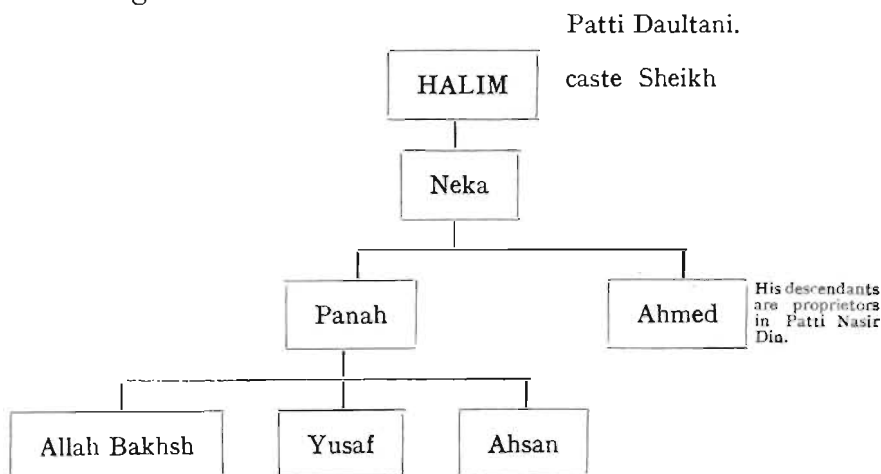 Patti Daultani.
HALIM
caste Sheikh
Neka
Panah
Ahmed
His descendants
are proprietors
in Patti Nasir
Din.
Allah Bakhsh
Yusaf
Ahsan